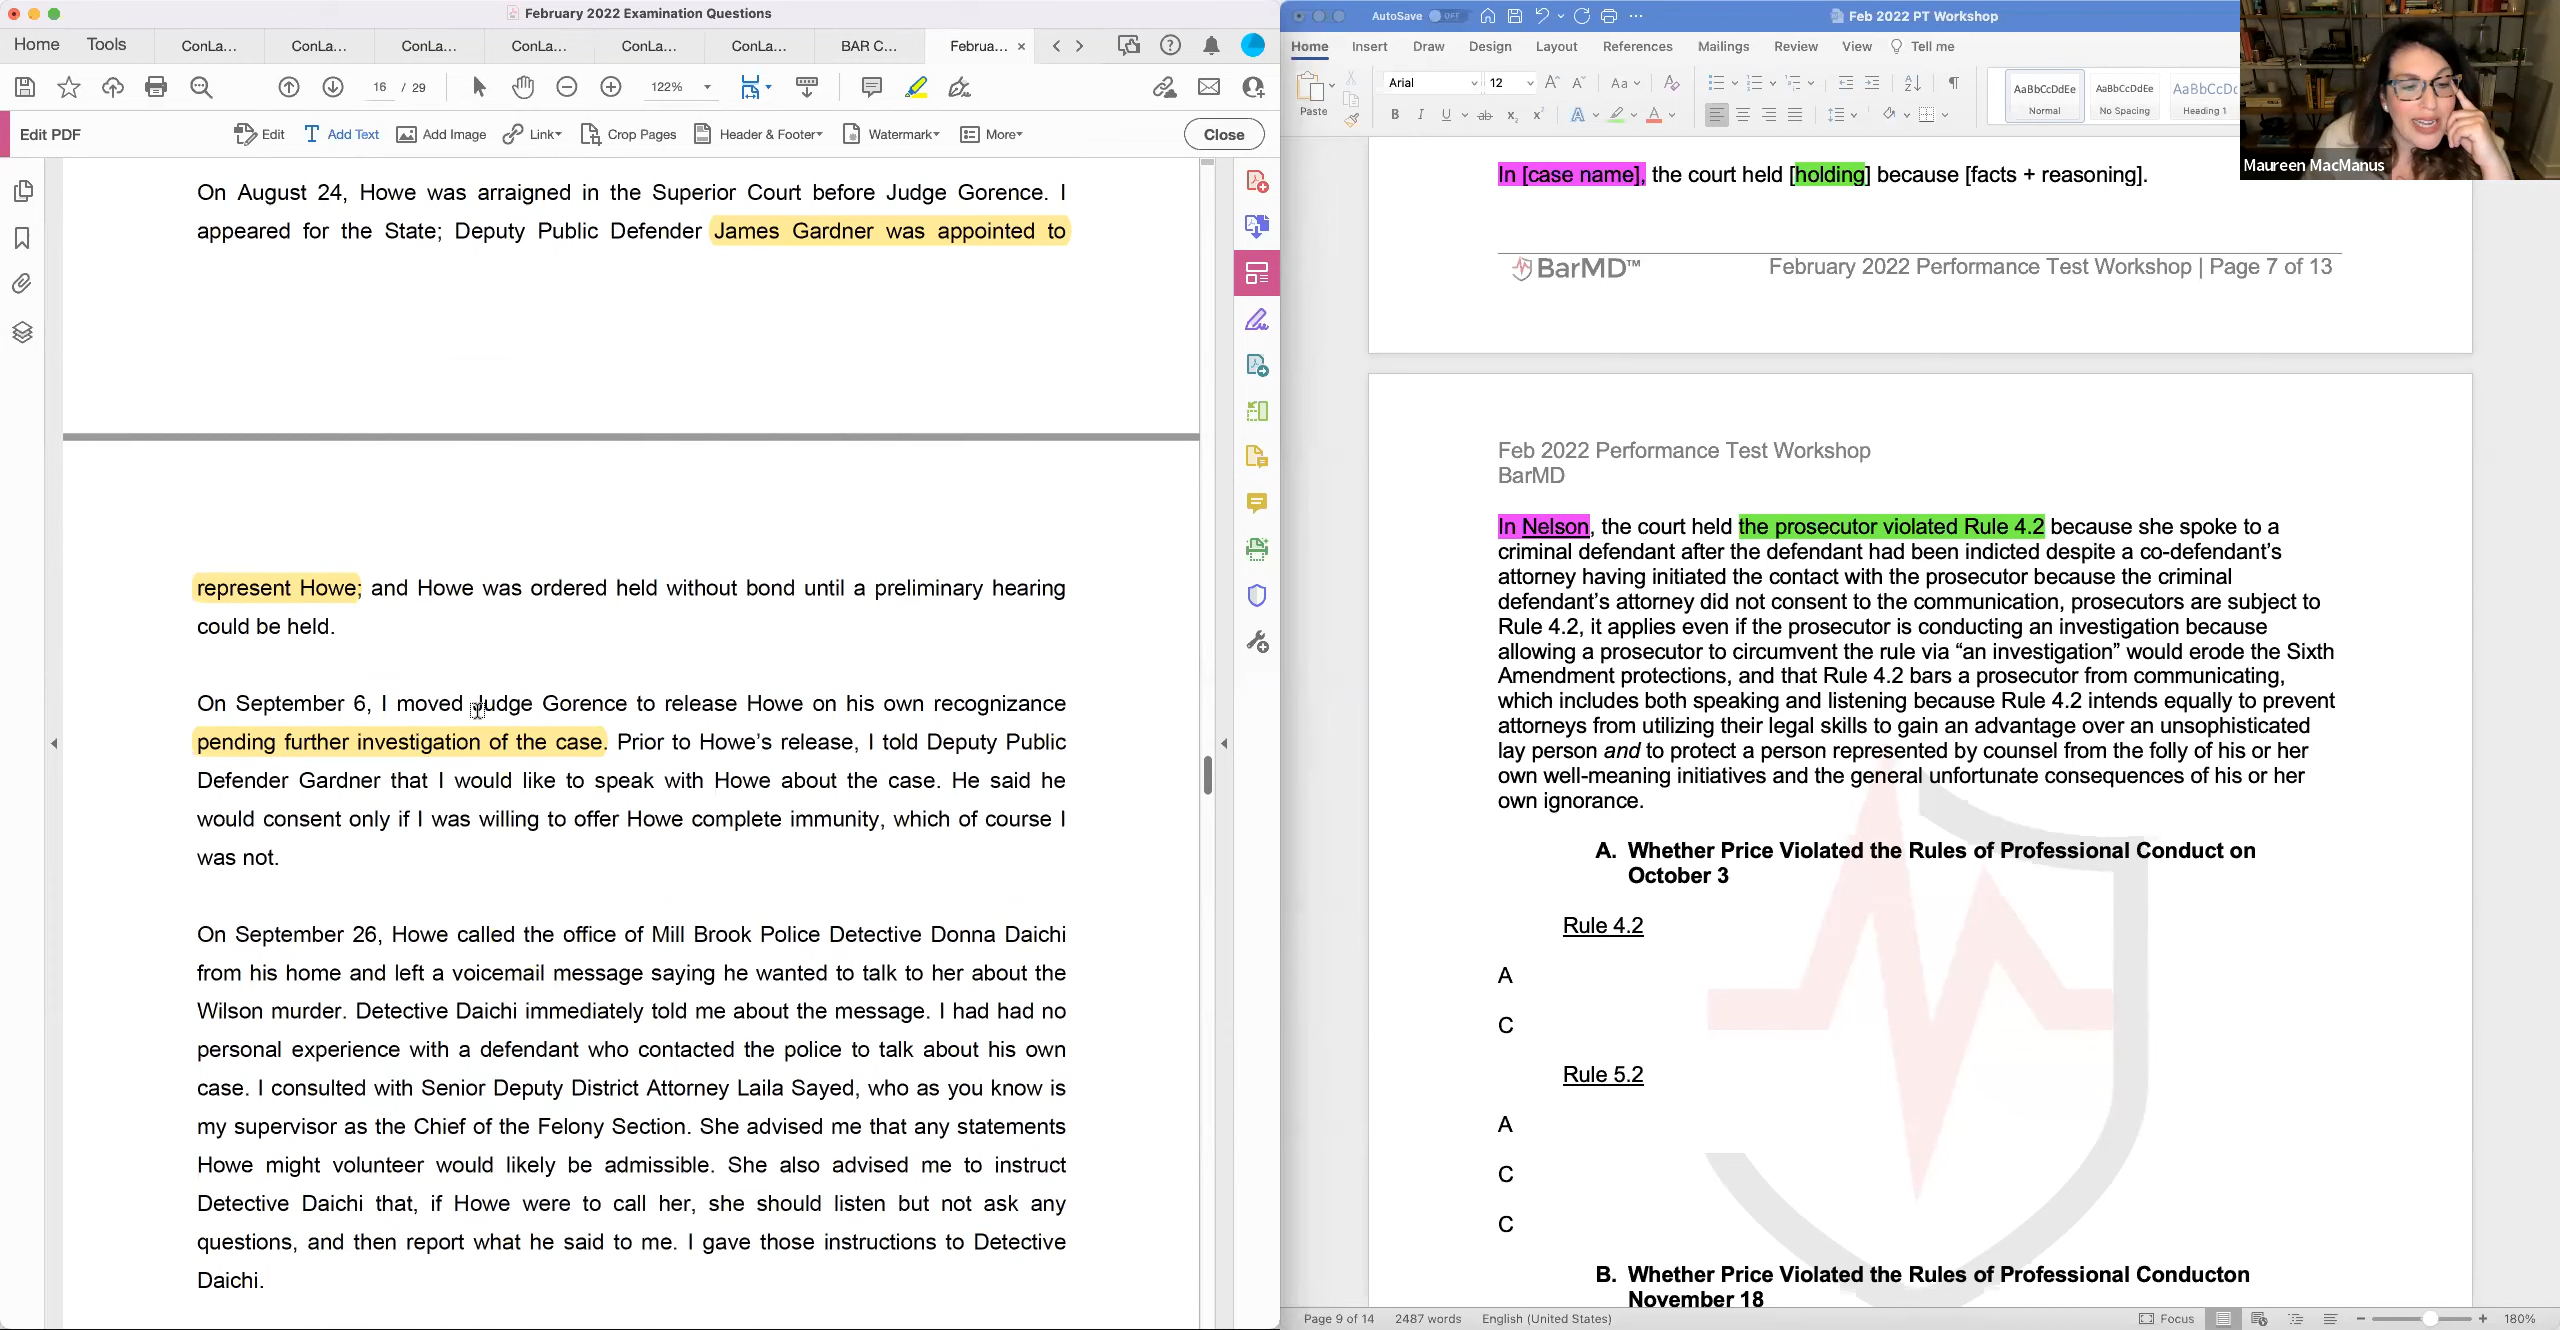 February 2022 Examination Questions
Home Tools ConLa... ConLa... ConLa... ConLa... ConLa... ConLa... BAR C... Februa... ×
16 / 29 122%
Edit PDF Edit Add Text Add Image Link Crop Pages Header & Footer Watermark More Close
On August 24, Howe was arraigned in the Superior Court before Judge Gorence. I
appeared for the State; Deputy Public Defender James Gardner was appointed to
represent Howe; and Howe was ordered held without bond until a preliminary hearing
could be held.
On September 6, I moved Judge Gorence to release Howe on his own recognizance
pending further investigation of the case. Prior to Howe's release, I told Deputy Public
Defender Gardner that I would like to speak with Howe about the case. He said he
would consent only if I was willing to offer Howe complete immunity, which of course I
was not.
On September 26, Howe called the office of Mill Brook Police Detective Donna Daichi
from his home and left a voicemail message saying he wanted to talk to her about the
Wilson murder. Detective Daichi immediately told me about the message. I had had no
personal experience with a defendant who contacted the police to talk about his own
case. I consulted with Senior Deputy District Attorney Laila Sayed, who as you know is
my supervisor as the Chief of the Felony Section. She advised me that any statements
Howe might volunteer would likely be admissible. She also advised me to instruct
Detective Daichi that, if Howe were to call her, she should listen but not ask any
questions, and then report what he said to me. I gave those instructions to Detective
Daichi.
AutoSave OFF Feb 2022 PT Workshop
Home Insert Draw Design Layout References Mailings Review View Tell me
Paste Arial 12 Aa
AaBbCcDdEe AaBbCcDdEe AaBbCcDc
Normal No Spacing Heading 1
Maureen MacManus
In [case name], the court held [holding] because [facts + reasoning].
BarMD™ February 2022 Performance Test Workshop | Page 7 of 13
Feb 2022 Performance Test Workshop
BarMD
In Nelson, the court held the prosecutor violated Rule 4.2 because she spoke to a
criminal defendant after the defendant had been indicted despite a co-defendant's
attorney having initiated the contact with the prosecutor because the criminal
defendant's attorney did not consent to the communication, prosecutors are subject to
Rule 4.2, it applies even if the prosecutor is conducting an investigation because
allowing a prosecutor to circumvent the rule via “an investigation” would erode the Sixth
Amendment protections, and that Rule 4.2 bars a prosecutor from communicating,
which includes both speaking and listening because Rule 4.2 intends equally to prevent
attorneys from utilizing their legal skills to gain an advantage over an unsophisticated
lay person and to protect a person represented by counsel from the folly of his or her
own well-meaning initiatives and the general unfortunate consequences of his or her
own ignorance.
A. Whether Price Violated the Rules of Professional Conduct on
October 3
Rule 4.2
A
C
Rule 5.2
A
C
C
B. Whether Price Violated the Rules of Professional Conducton
November 18
Page 9 of 14 2487 words English (United States) Focus 180%